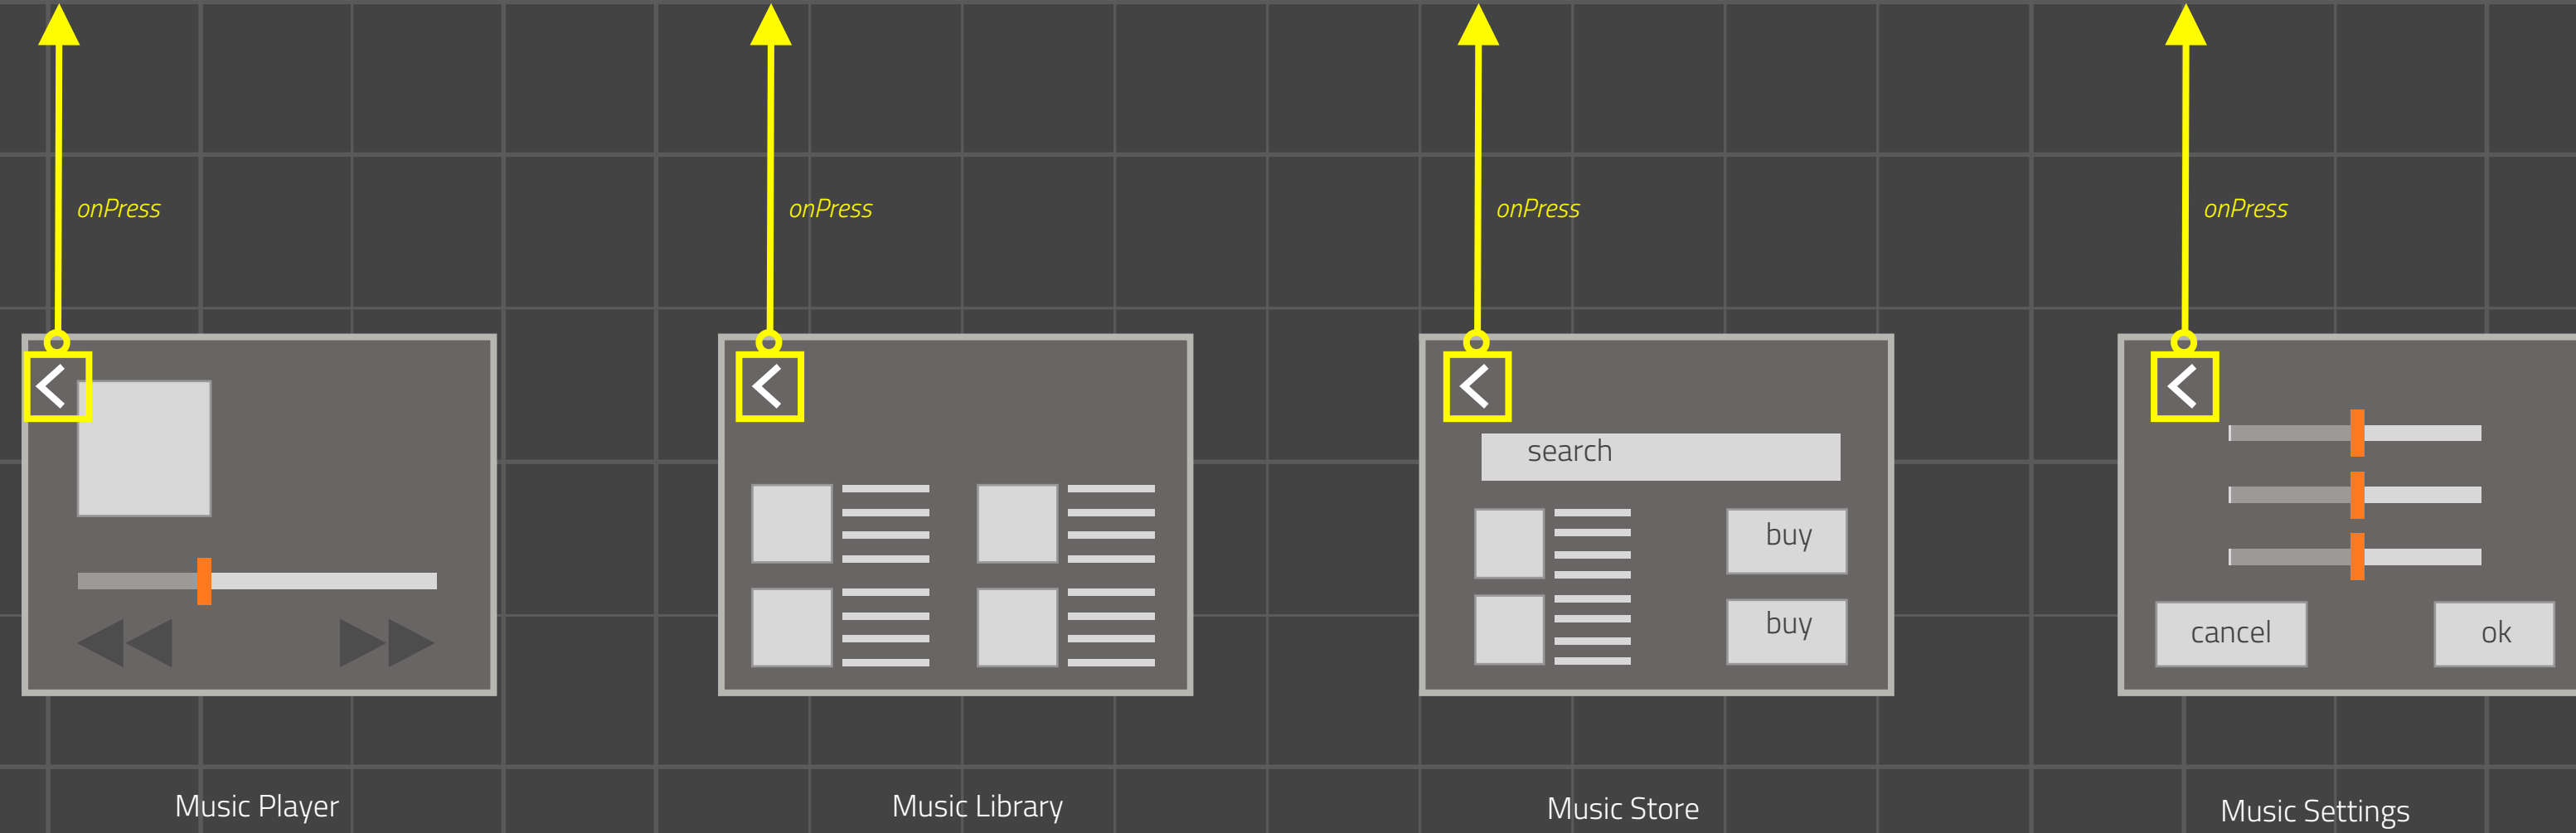 onPress
onPress
onPress
onPress
search
buy
buy
cancel
ok
Music Player
Music Library
Music Store
Music Settings